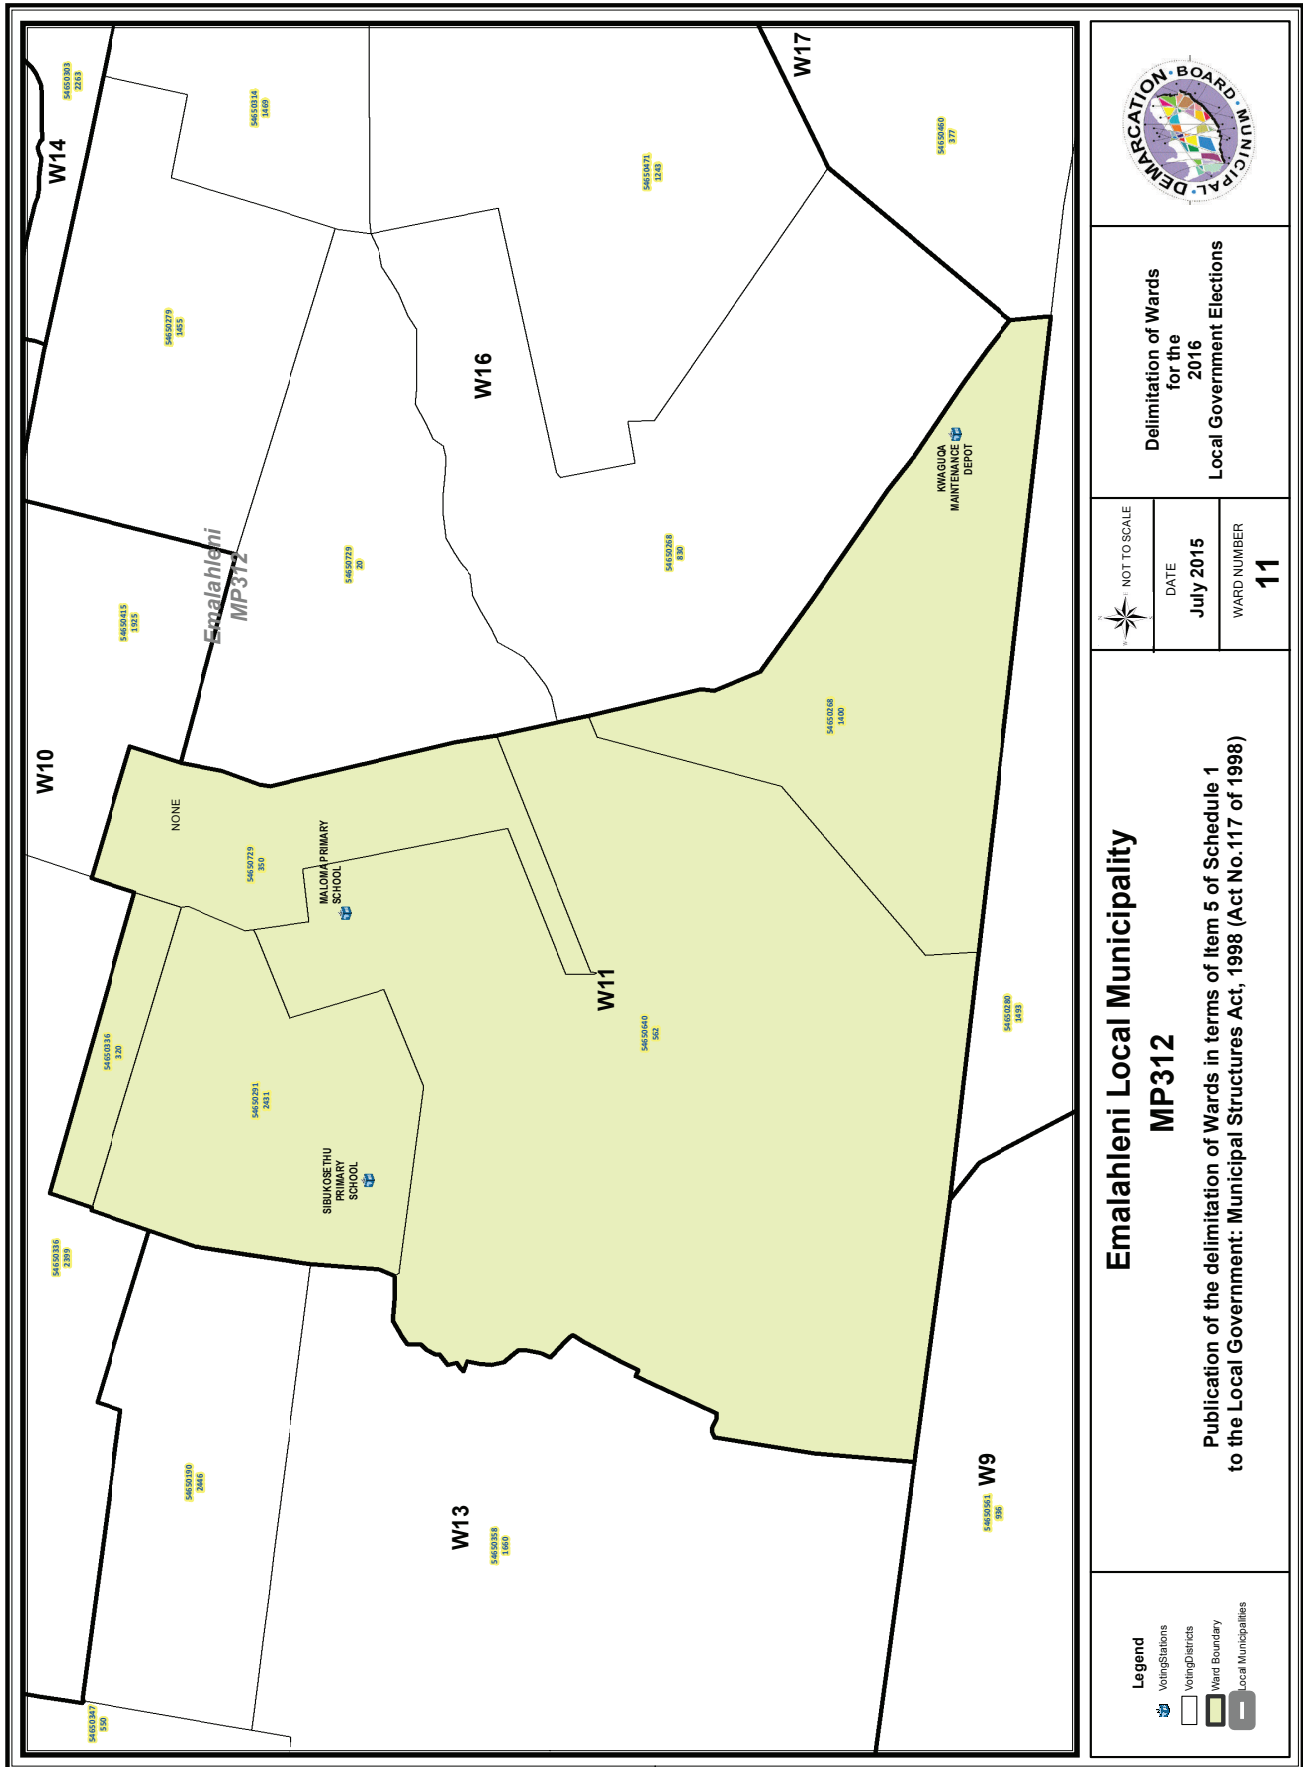 54650303
2263
W14
54650314
1469
W17
54650279
1455
54650471
1243
54650460
377
W16
Emalahleni
MP312
54650415
1925
54650729
20
54650268
830
KWAGUQA
MAINTENANCE
DEPOT
54650268
1400
W10
NONE
54650729
350
MALOMA PRIMARY
SCHOOL
W11
54650336
320
54650291
2431
54650640
562
54650280
1493
SIBUKOSETHU
PRIMARY
SCHOOL
54650336
2399
54650190
2446
W13
54650358
1660
W9
54650561
936
54650347
550
Legend
VotingStations
VotingDistricts
Ward Boundary
Local Municipalities
Emalahleni Local Municipality
MP312
Publication of the delimitation of Wards in terms of Item 5 of Schedule 1
to the Local Government: Municipal Structures Act, 1998 (Act No.117 of 1998)
N
W
E
S
NOT TO SCALE
DATE
July 2015
WARD NUMBER
11
Delimitation of Wards
for the
2016
Local Government Elections
MUNICIPAL • DEMARCATION • BOARD •